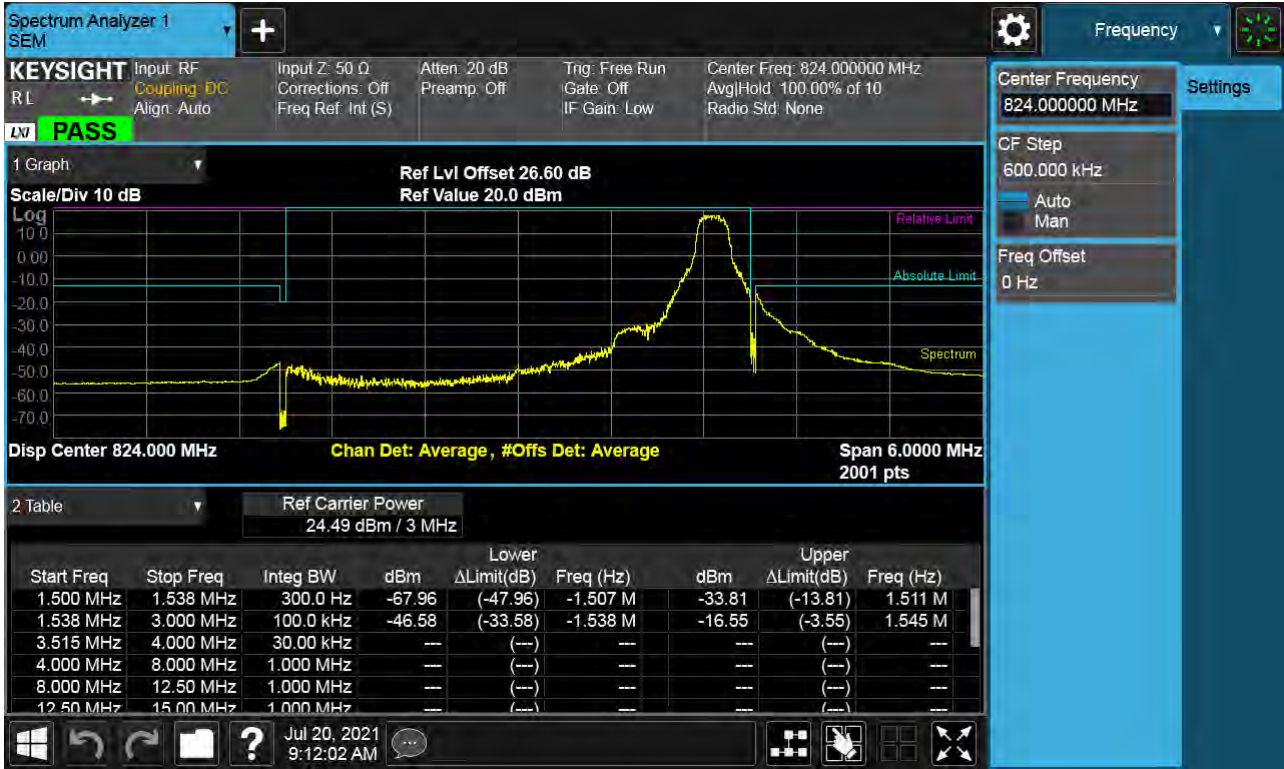 Spectrum Analyzer 1
SEM
Frequency
KEYSIGHT
Input: RF
Coupling: DC
Align: Auto
Input Z: 50 Ω
Corrections: Off
Freq Ref: Int (S)
Atten: 20 dB
Preamp: Off
Trig: Free Run
Gate: Off
IF Gain: Low
Center Freq: 824.000000 MHz
Avg|Hold: 100.00% of 10
Radio Std: None
R L
LXI PASS
Center Frequency
824.000000 MHz
Settings
CF Step
600.000 kHz
Auto
Man
Freq Offset
0 Hz
1 Graph
Ref Lvl Offset 26.60 dB
Scale/Div 10 dB
Ref Value 20.0 dBm
Log
10.0
0.00
-10.0
-20.0
-30.0
-40.0
-50.0
-60.0
-70.0
Relative Limit
Absolute Limit
Spectrum
Disp Center 824.000 MHz
Chan Det: Average, #Offs Det: Average
Span 6.0000 MHz
2001 pts
2 Table
Ref Carrier Power
24.49 dBm / 3 MHz
Lower Upper
Start Freq Stop Freq Integ BW dBm ΔLimit(dB) Freq (Hz) dBm ΔLimit(dB) Freq (Hz)
1.500 MHz 1.538 MHz 300.0 Hz -67.96 (-47.96) -1.507 M -33.81 (-13.81) 1.511 M
1.538 MHz 3.000 MHz 100.0 kHz -46.58 (-33.58) -1.538 M -16.55 (-3.55) 1.545 M
3.515 MHz 4.000 MHz 30.00 kHz --- (---) --- --- (---) ---
4.000 MHz 8.000 MHz 1.000 MHz --- (---) --- --- (---) ---
8.000 MHz 12.50 MHz 1.000 MHz --- (---) --- --- (---) ---
12.50 MHz 15.00 MHz 1.000 MHz --- (---) --- --- (---) ---
Jul 20, 2021
9:12:02 AM